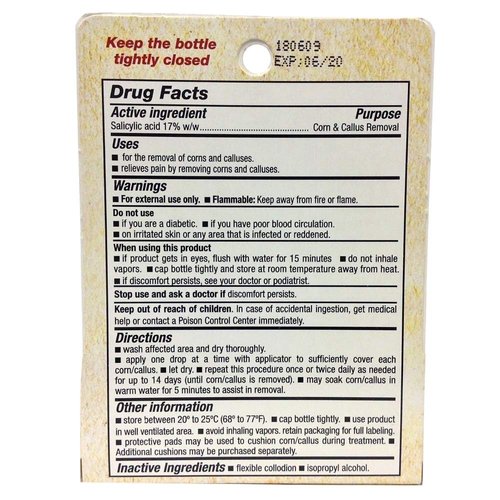 Keep the bottle
tightly closed
180609
EXP:06/20
Drug Facts
Active ingredient Purpose
Salicylic acid 17% w/w............................ Corn & Callus Removal
Uses
■ for the removal of corns and calluses.
■ relieves pain by removing corns and calluses.
Warnings
■ For external use only. ■ Flammable: Keep away from fire or flame.
Do not use
■ if you are a diabetic. ■ if you have poor blood circulation.
■ on irritated skin or any area that is infected or reddened.
When using this product
■ if product gets in eyes, flush with water for 15 minutes ■ do not inhale
vapors. ■ cap bottle tightly and store at room temperature away from heat.
■ if discomfort persists, see your doctor or podiatrist.
Stop use and ask a doctor if discomfort persists.
Keep out of reach of children. in case of accidental ingestion, get medical
help or contact a Poison Control Center immediately.
Directions
■ wash affected area and dry thoroughly.
■ apply one drop at a time with applicator to sufficiently cover each
corn/callus. ■ let dry. ■ repeat this procedure once or twice daily as needed
for up to 14 days (until corn/callus is removed). ■ may soak corn/callus in
warm water for 5 minutes to assist in removal.
Other information
■ store between 20º to 25ºC (68º to 77ºF). ■ cap bottle tightly. ■ use product
in well ventilated area. ■ avoid inhaling vapors. retain packaging for full labeling.
■ protective pads may be used to cushion corn/callus during treatment. ■
Additional cushions may be purchased separately.
Inactive Ingredients ■ flexible collodion ■ isopropyl alcohol.